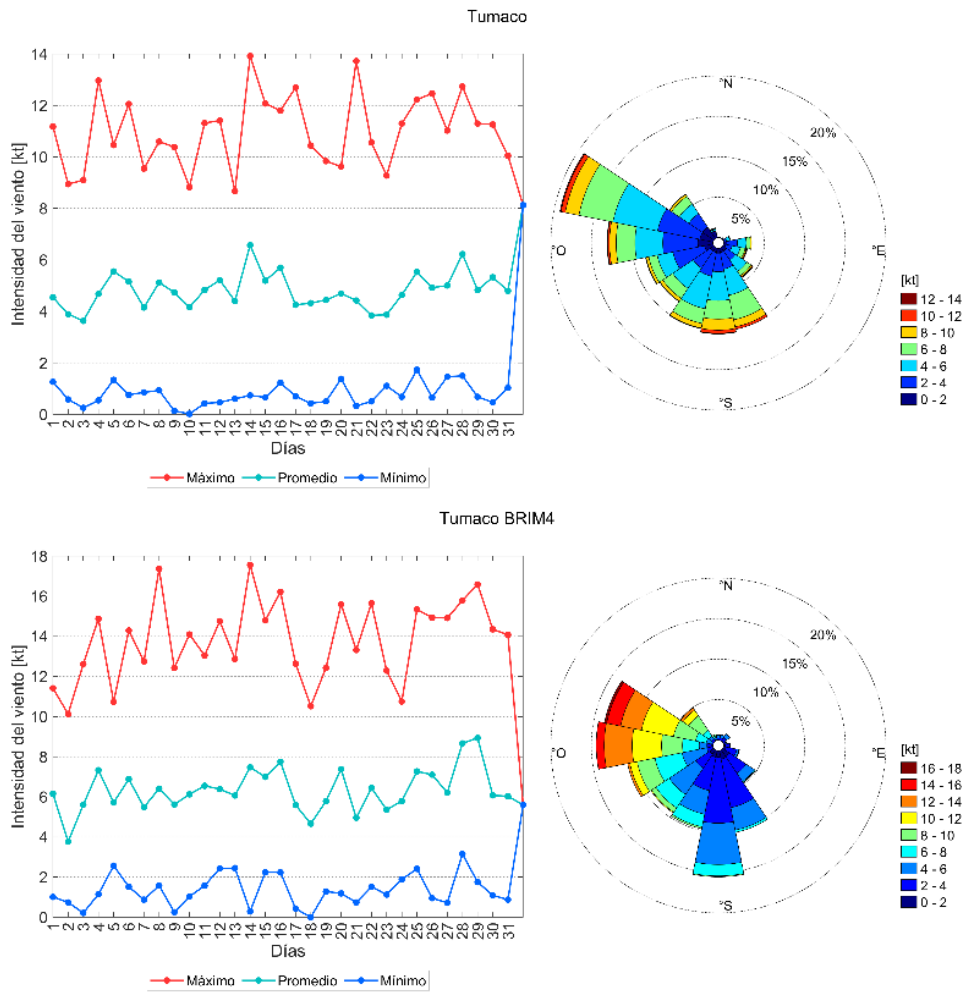 Tumaco
14
12
10
8
6
4
2
0
Intensidad del viento [kt]
1 2 3 4 5 6 7 8 9 10 11 12 13 14 15 16 17 18 19 20 21 22 23 24 25 26 27 28 29 30 31
Días
Máximo Promedio Mínimo
°N
20%
15%
10%
5%
°O
°E
°S
[kt]
12 - 14
10 - 12
8 - 10
6 - 8
4 - 6
2 - 4
0 - 2
Tumaco BRIM4
18
16
14
12
10
8
6
4
2
0
Intensidad del viento [kt]
1 2 3 4 5 6 7 8 9 10 11 12 13 14 15 16 17 18 19 20 21 22 23 24 25 26 27 28 29 30 31
Días
Máximo Promedio Mínimo
°N
20%
15%
10%
5%
°O
°E
°S
[kt]
16 - 18
14 - 16
12 - 14
10 - 12
8 - 10
6 - 8
4 - 6
2 - 4
0 - 2